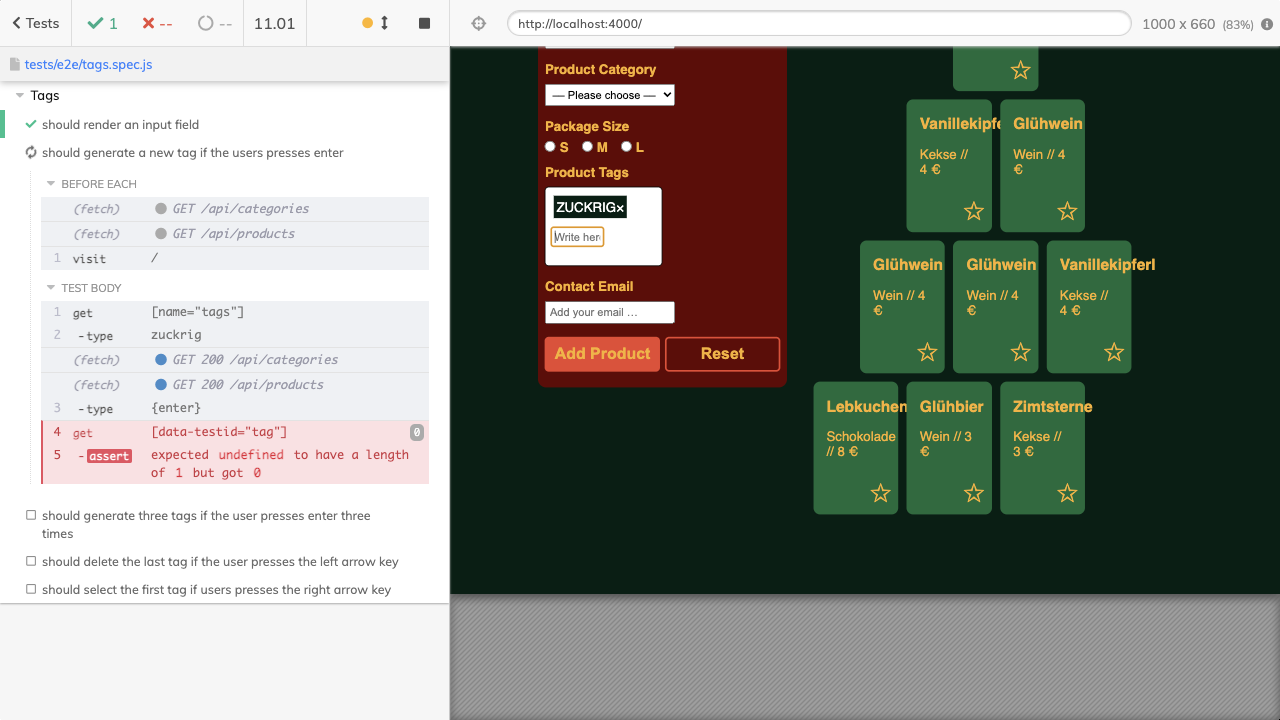 Tests
1
--
--
11.01
http://localhost:4000/
1000 x 660 (83%)
tests/e2e/tags.spec.js
Tags
should render an input field
should generate a new tag if the users presses enter
BEFORE EACH
(fetch) GET /api/categories
(fetch) GET /api/products
1 visit /
TEST BODY
1 get [name="tags"]
2 -type zuckrig
(fetch) GET 200 /api/categories
(fetch) GET 200 /api/products
3 -type {enter}
4 get [data-testid="tag"] 0
5 -assert expected undefined to have a length
of 1 but got 0
should generate three tags if the user presses enter three
times
should delete the last tag if the user presses the left arrow key
should select the first tag if users presses the right arrow key
Product Category
— Please choose —
Package Size
S M L
Product Tags
ZUCKRIG×
Write her
Contact Email
Add your email …
Add Product
Reset
Vanillekipfe
Kekse //
4 €
Glühwein
Wein // 4
€
Glühwein
Wein // 4
€
Glühwein
Wein // 4
€
Vanillekipferl
Kekse //
4 €
Lebkuchen
Schokolade
// 8 €
Glühbier
Wein // 3
€
Zimtsterne
Kekse //
3 €